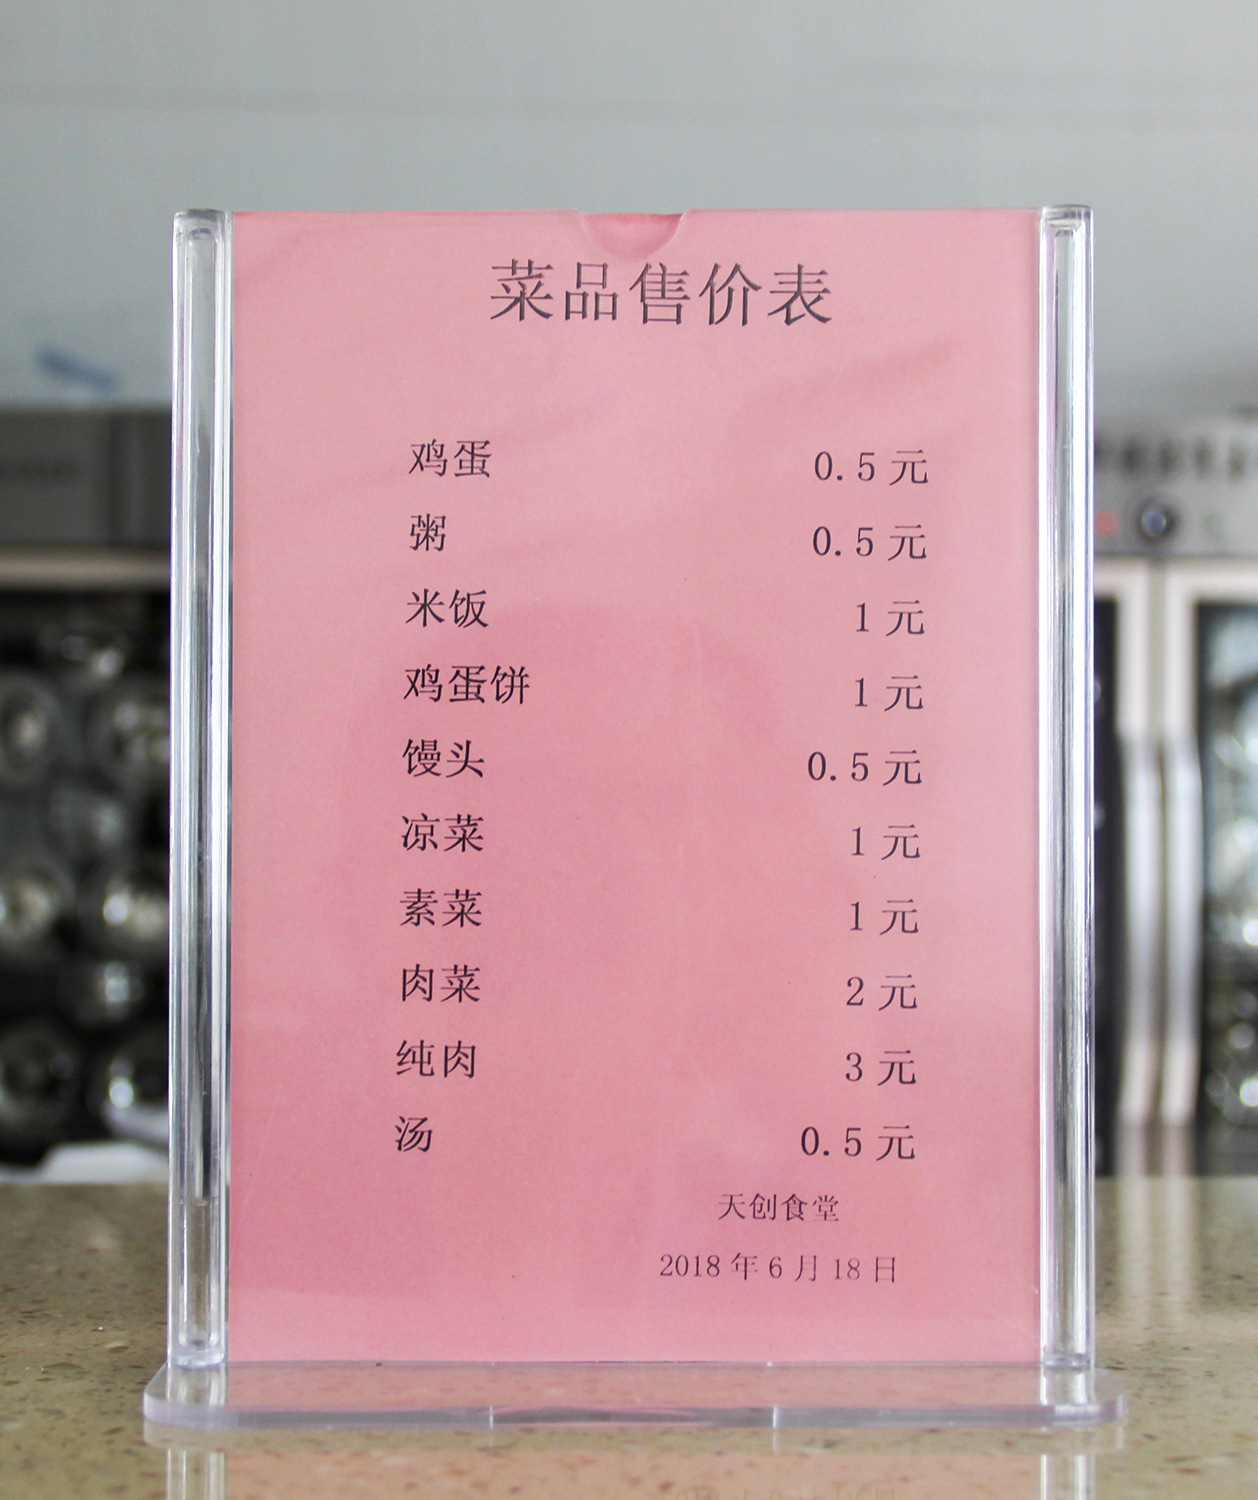 菜品售价表
鸡蛋 0.5元
粥 0.5元
米饭 1元
鸡蛋饼 1元
馒头 0.5元
凉菜 1元
素菜 1元
肉菜 2元
纯肉 3元
汤 0.5元
天创食堂
2018年6月18日